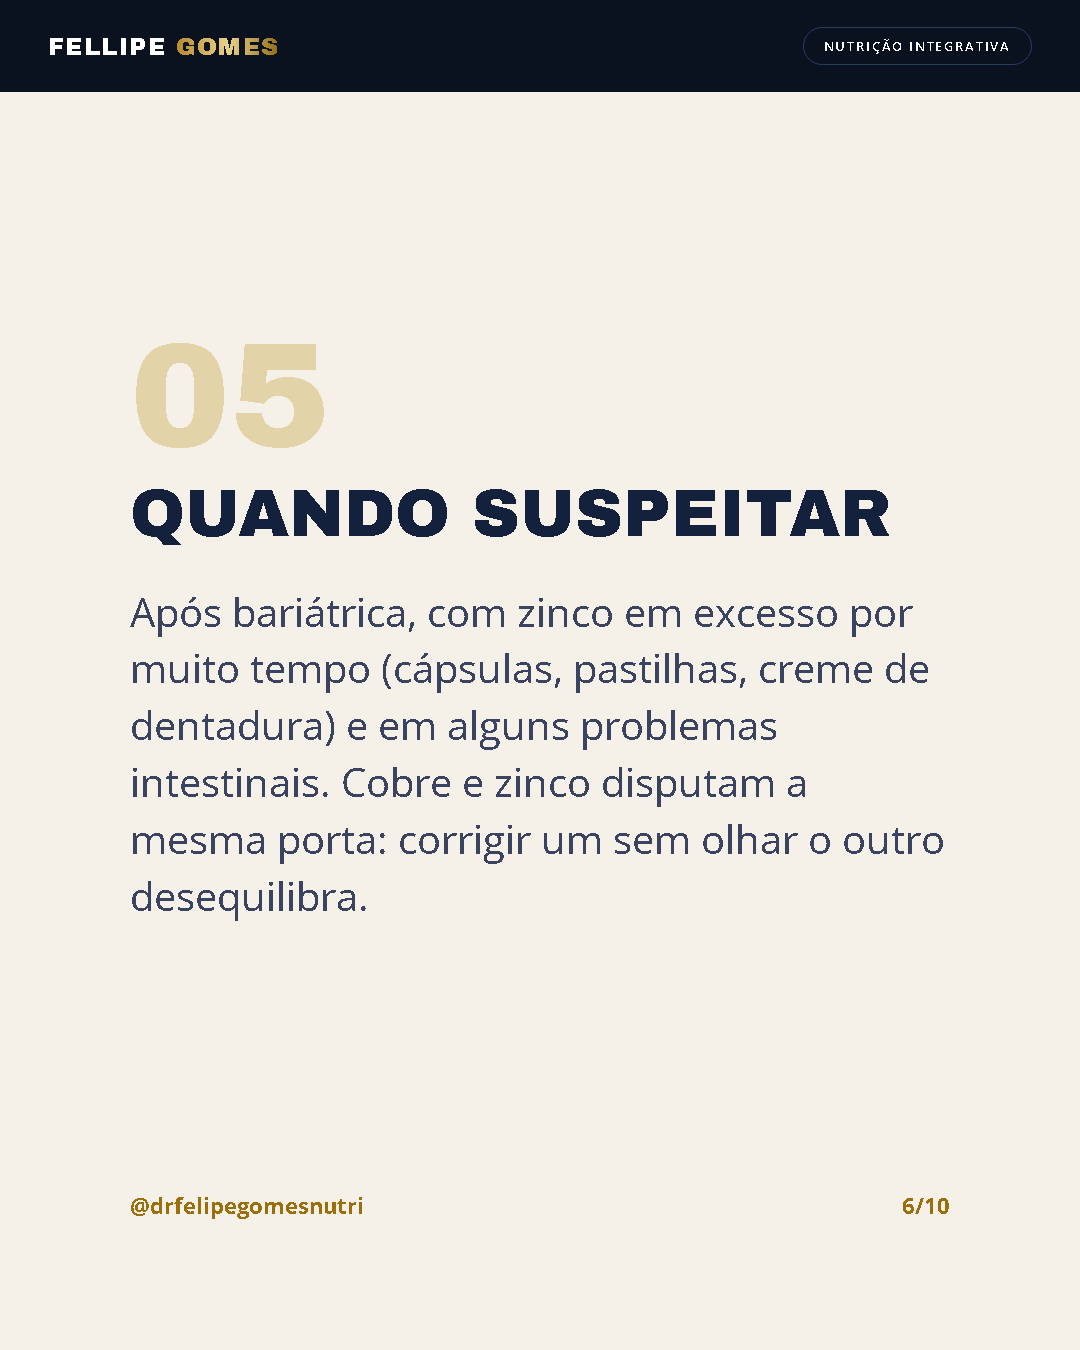 FELLIPE GOMES
NUTRIÇÃO INTEGRATIVA
05
QUANDO SUSPEITAR
Após bariátrica, com zinco em excesso por
muito tempo (cápsulas, pastilhas, creme de
dentadura) e em alguns problemas
intestinais. Cobre e zinco disputam a
mesma porta: corrigir um sem olhar o outro
desequilibra.
@drfelipegomesnutri
6/10